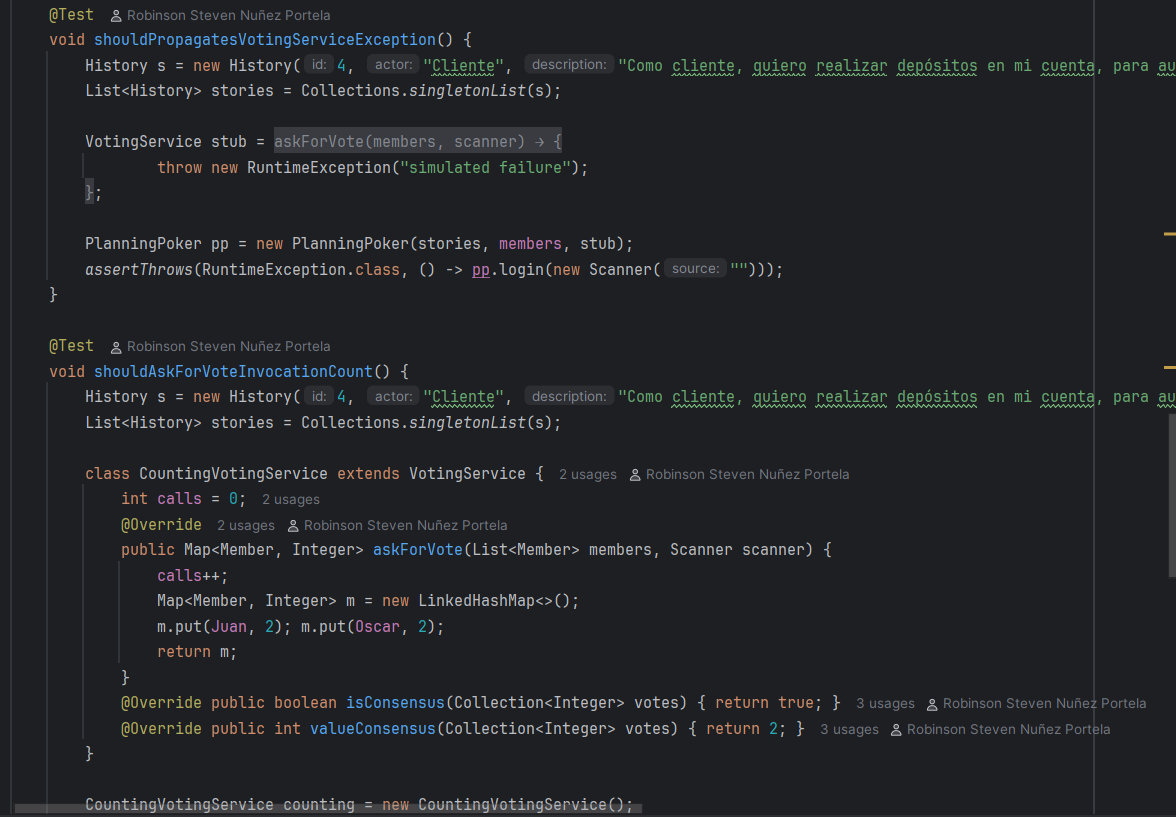 @Test Robinson Steven Nuñez Portela
void shouldPropagatesVotingServiceException() {
History s = new History( id: 4, actor: "Cliente", description: "Como cliente, quiero realizar depósitos en mi cuenta, para au
List<History> stories = Collections.singletonList(s);
VotingService stub = askForVote(members, scanner) → {
throw new RuntimeException("simulated failure");
};
PlanningPoker pp = new PlanningPoker(stories, members, stub);
assertThrows(RuntimeException.class, () -> pp.login(new Scanner( source: "")));
}
@Test Robinson Steven Nuñez Portela
void shouldAskForVoteInvocationCount() {
History s = new History( id: 4, actor: "Cliente", description: "Como cliente, quiero realizar depósitos en mi cuenta, para au
List<History> stories = Collections.singletonList(s);
class CountingVotingService extends VotingService { 2 usages Robinson Steven Nuñez Portela
int calls = 0; 2 usages
@Override 2 usages Robinson Steven Nuñez Portela
public Map<Member, Integer> askForVote(List<Member> members, Scanner scanner) {
calls++;
Map<Member, Integer> m = new LinkedHashMap<>();
m.put(Juan, 2); m.put(Oscar, 2);
return m;
}
@Override public boolean isConsensus(Collection<Integer> votes) { return true; } 3 usages Robinson Steven Nuñez Portela
@Override public int valueConsensus(Collection<Integer> votes) { return 2; } 3 usages Robinson Steven Nuñez Portela
}
CountingVotingService counting = new CountingVotingService();